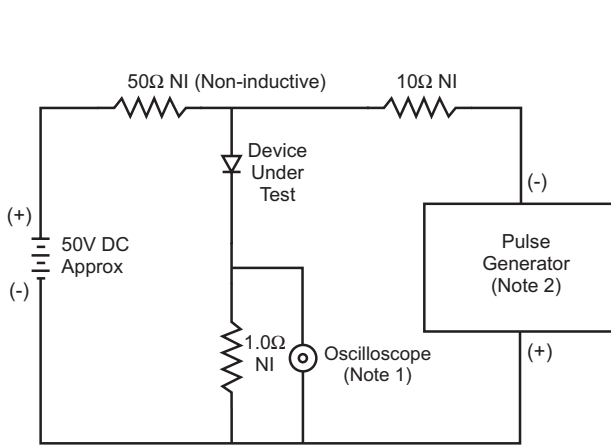 50Ω NI (Non-inductive)
10Ω NI
Device
Under
Test
(-)
(+)
50V DC
Approx
(-)
Pulse
Generator
(Note 2)
1.0Ω
NI
Oscilloscope
(Note 1)
(+)